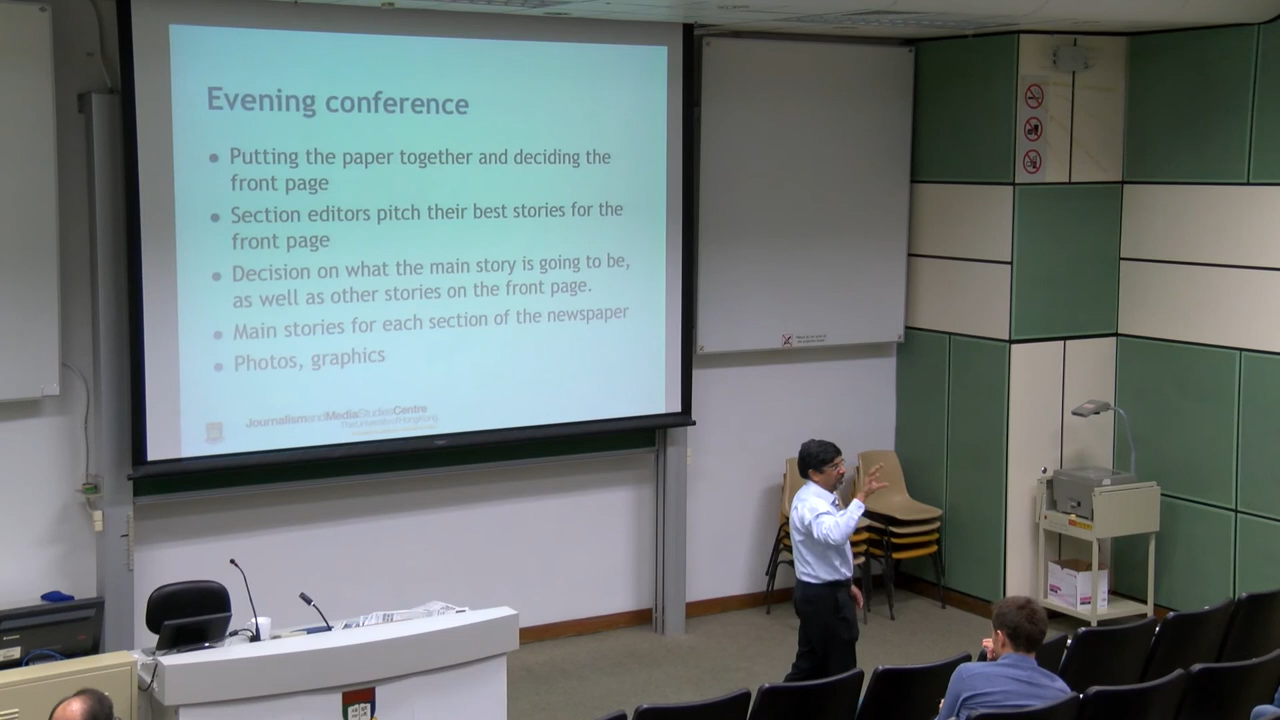 Evening conference
• Putting the paper together and deciding the
front page
• Section editors pitch their best stories for the
front page
• Decision on what the main story is going to be,
as well as other stories on the front page.
• Main stories for each section of the newspaper
• Photos, graphics
JournalismandMediaStudiesCentre
TheUniversityofHongKong